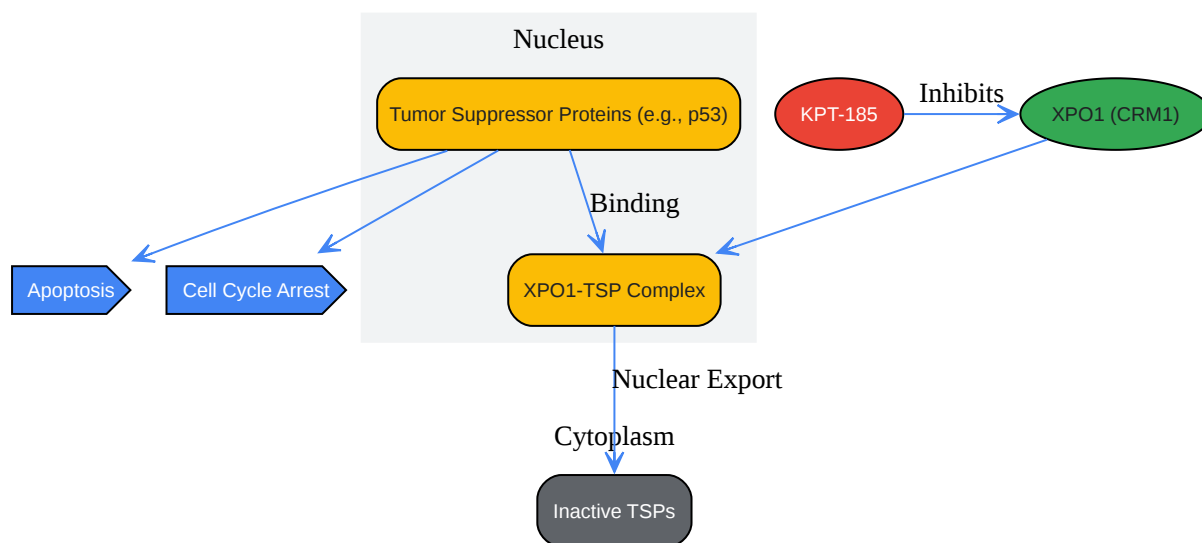 Nucleus
Tumor Suppressor Proteins (e.g., p53)
KPT-185
Inhibits
XPO1 (CRM1)
Binding
Apoptosis
Cell Cycle Arrest
XPO1-TSP Complex
Nuclear Export
Cytoplasm
Inactive TSPs